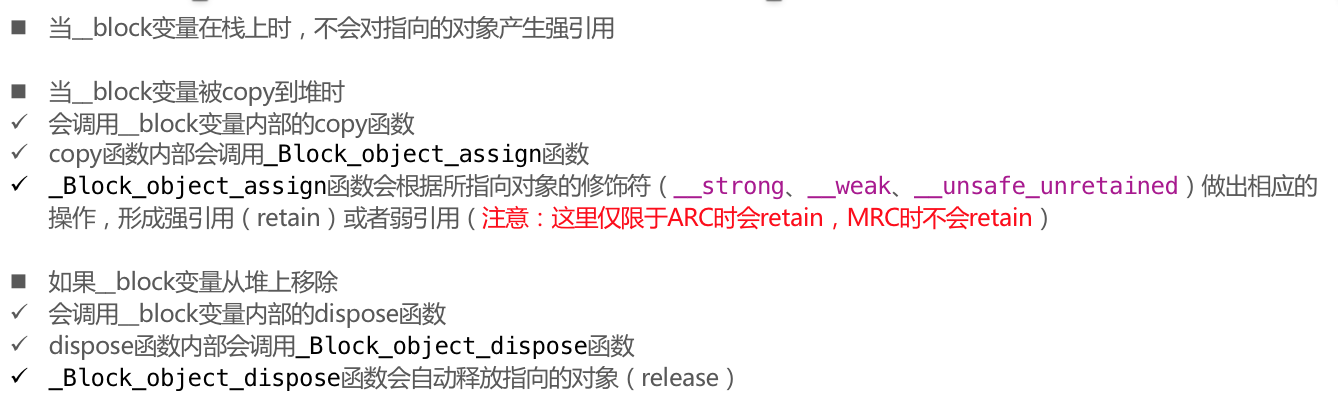 ■ 当__block变量在栈上时，不会对指向的对象产生强引用
■ 当__block变量被copy到堆时
✓ 会调用__block变量内部的copy函数
✓ copy函数内部会调用_Block_object_assign函数
✓ _Block_object_assign函数会根据所指向对象的修饰符（__strong、__weak、__unsafe_unretained）做出相应的
操作，形成强引用（retain）或者弱引用（注意：这里仅限于ARC时会retain，MRC时不会retain）
■ 如果__block变量从堆上移除
✓ 会调用__block变量内部的dispose函数
✓ dispose函数内部会调用_Block_object_dispose函数
✓ _Block_object_dispose函数会自动释放指向的对象（release）